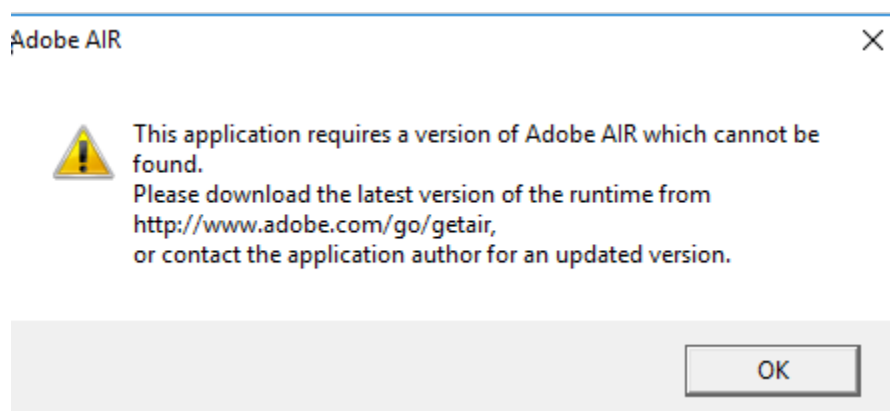 Adobe AIR
This application requires a version of Adobe AIR which cannot be
found.
Please download the latest version of the runtime from
http://www.adobe.com/go/getair,
or contact the application author for an updated version.
OK